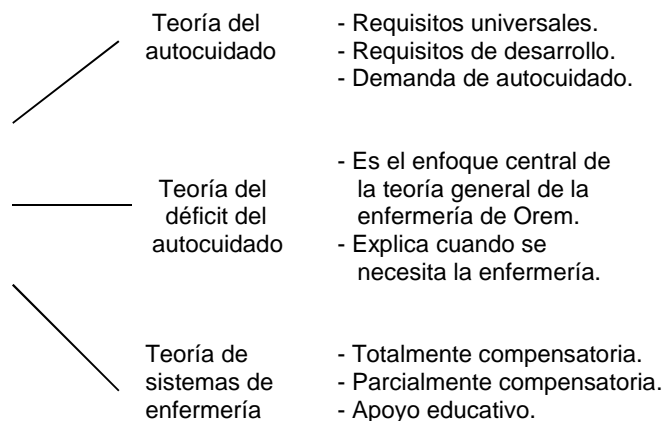 Teoría del
autocuidado
- Requisitos universales.
- Requisitos de desarrollo.
- Demanda de autocuidado.
Teoría del
déficit del
autocuidado
- Es el enfoque central de
la teoría general de la
enfermería de Orem.
- Explica cuando se
necesita la enfermería.
Teoría de
sistemas de
enfermería
- Totalmente compensatoria.
- Parcialmente compensatoria.
- Apoyo educativo.